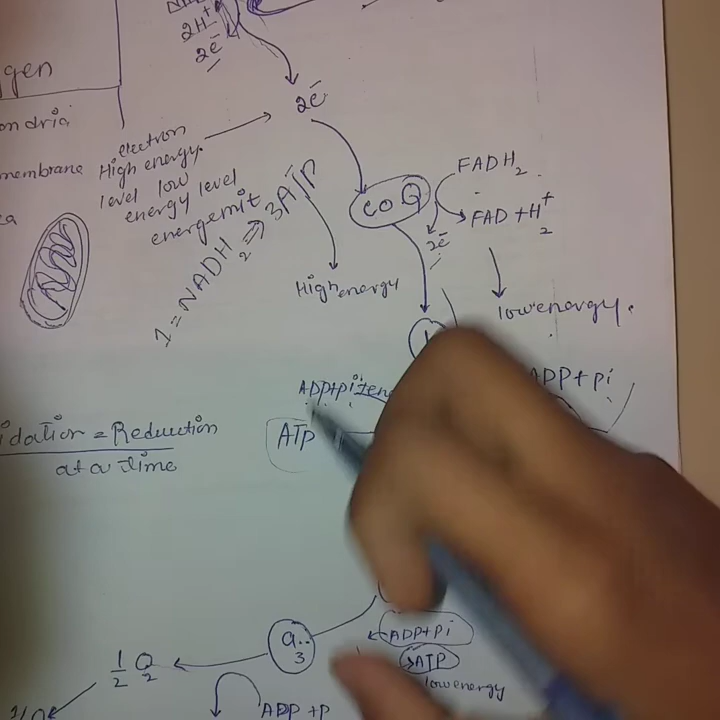 2H⁺
2e⁻
gen
2e⁻
ondria
electron
membrane High energy
level low
energy level
energemit
1 = NADH₂ ⇒ 3ATP
CoQ
FADH₂
FAD + H₂⁺
2e⁻
High energy
low energy.
ADP+pi
ADP+pi
ATP
idation = Reduction
at a time
a..
3
ADP+Pi
ATP
low energy
1/2 O₂
ADP+P